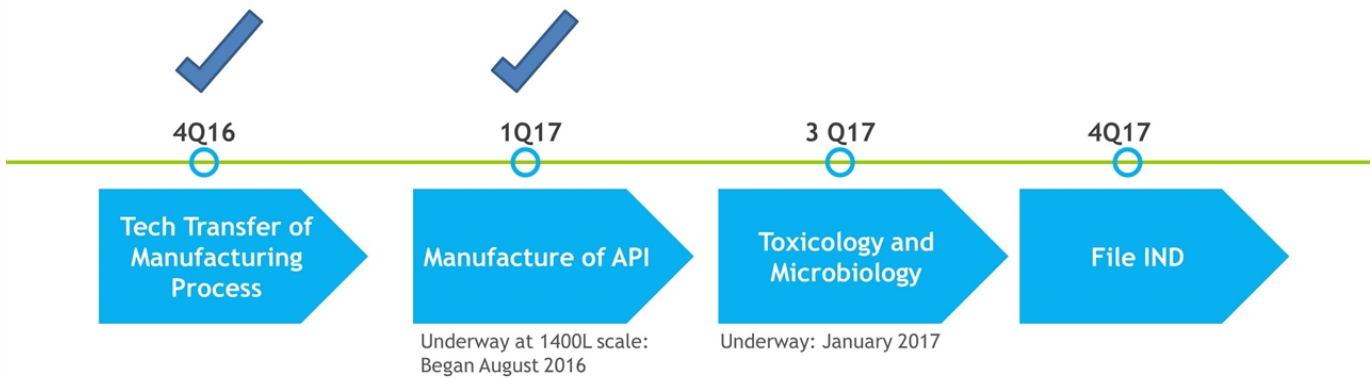 4Q16
1Q17
3 Q17
4Q17
Tech Transfer of
Manufacturing
Process
Manufacture of API
Toxicology and
Microbiology
File IND
Underway at 1400L scale:
Began August 2016
Underway: January 2017